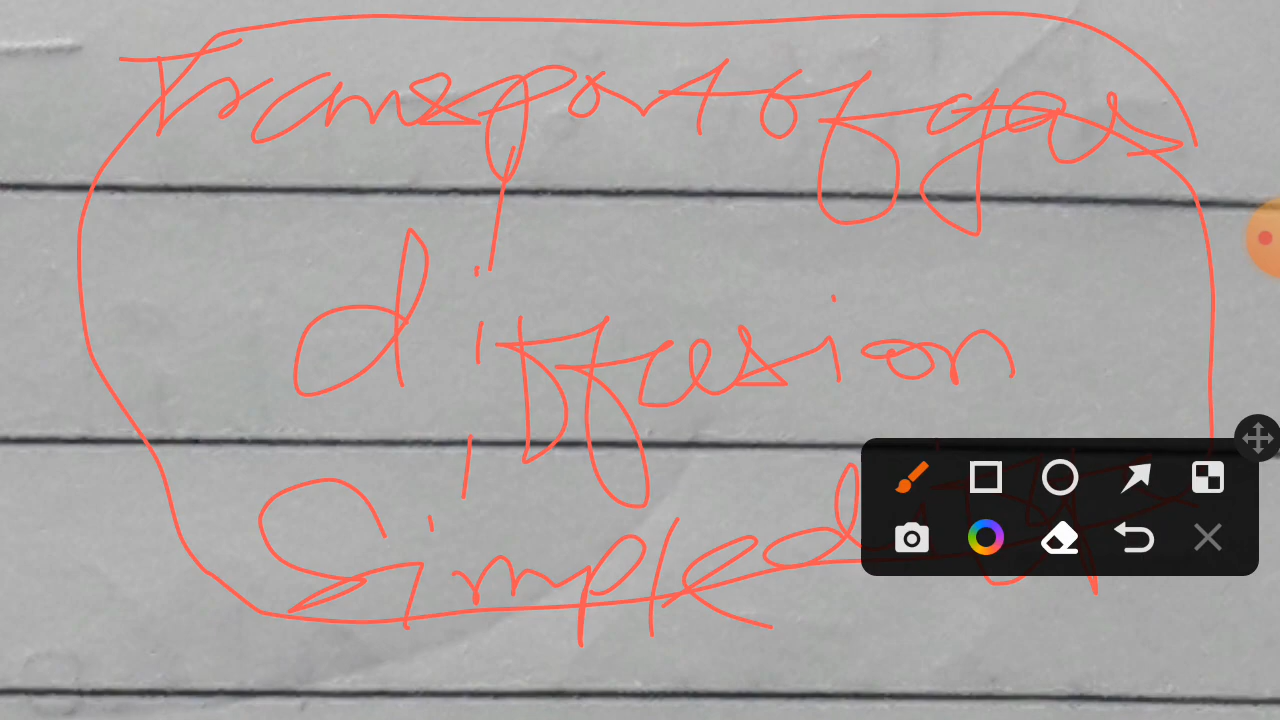 Transport of gas
diffusion
Simple